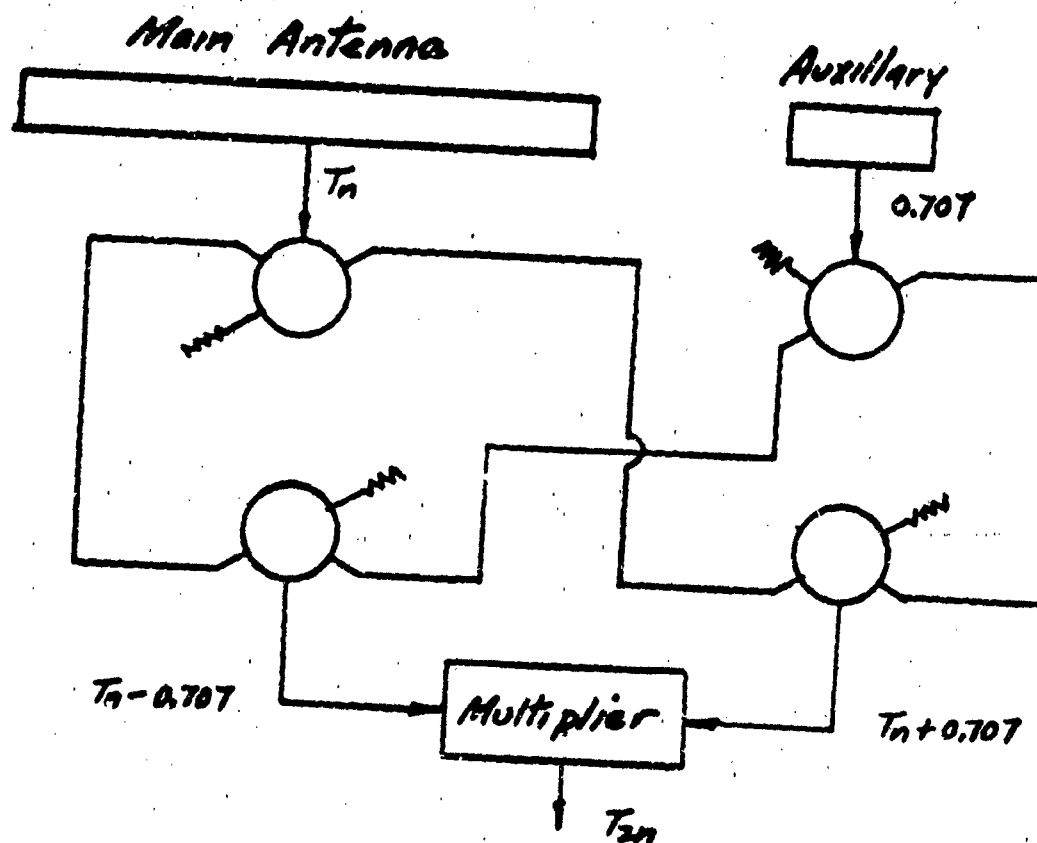 Main Antenna
Auxillary
Tn
0.707
Tn-0.707
Multiplier
Tn+0.707
T2n